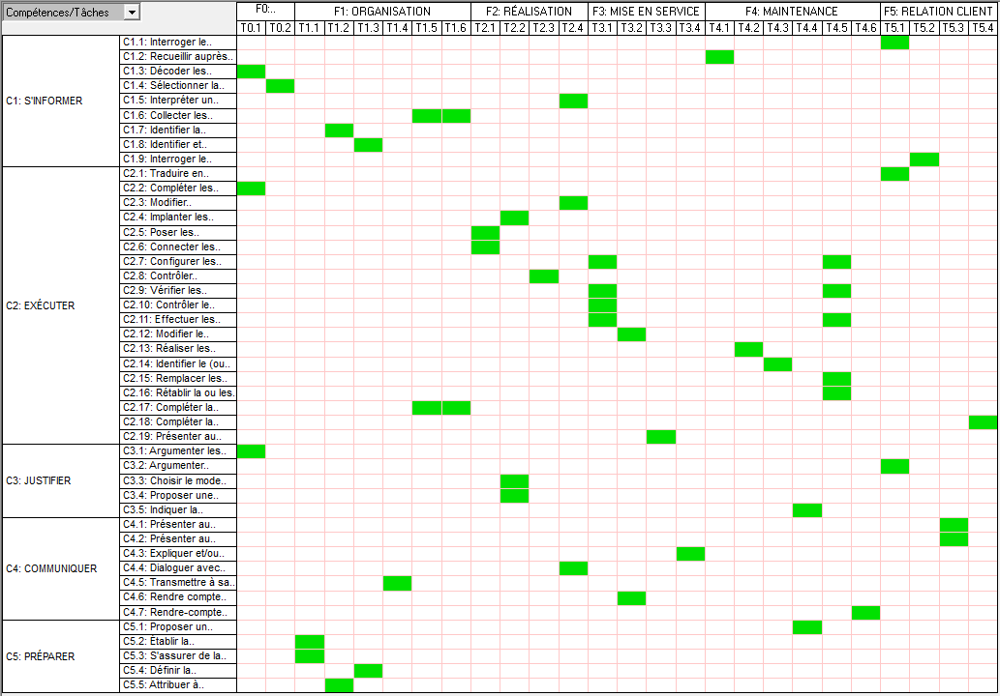 Compétences/Tâches
F0:..
F1: ORGANISATION
F2: RÉALISATION
F3: MISE EN SERVICE
F4: MAINTENANCE
F5: RELATION CLIENT
T0.1 T0.2 T1.1 T1.2 T1.3 T1.4 T1.5 T1.6 T2.1 T2.2 T2.3 T2.4 T3.1 T3.2 T3.3 T3.4 T4.1 T4.2 T4.3 T4.4 T4.5 T4.6 T5.1 T5.2 T5.3 T5.4
C1: S'INFORMER
C1.1: Interroger le..
C1.2: Recueillir auprès..
C1.3: Décoder les..
C1.4: Sélectionner la..
C1.5: Interpréter un..
C1.6: Collecter les..
C1.7: Identifier la..
C1.8: Identifier et..
C1.9: Interroger le..
C2: EXÉCUTER
C2.1: Traduire en..
C2.2: Compléter les..
C2.3: Modifier..
C2.4: Implanter les..
C2.5: Poser les..
C2.6: Connecter les..
C2.7: Configurer les..
C2.8: Contrôler..
C2.9: Vérifier les..
C2.10: Contrôler le..
C2.11: Effectuer les..
C2.12: Modifier le..
C2.13: Réaliser les..
C2.14: Identifier le (ou..
C2.15: Remplacer les..
C2.16: Rétablir la ou les.
C2.17: Compléter la..
C2.18: Compléter la..
C2.19: Présenter au..
C3: JUSTIFIER
C3.1: Argumenter les..
C3.2: Argumenter..
C3.3: Choisir le mode..
C3.4: Proposer une..
C3.5: Indiquer la..
C4: COMMUNIQUER
C4.1: Présenter au..
C4.2: Présenter au..
C4.3: Expliquer et/ou..
C4.4: Dialoguer avec..
C4.5: Transmettre à sa..
C4.6: Rendre compte..
C4.7: Rendre-compte..
C5: PRÉPARER
C5.1: Proposer un..
C5.2: Établir la..
C5.3: S'assurer de la..
C5.4: Définir la..
C5.5: Attribuer à..